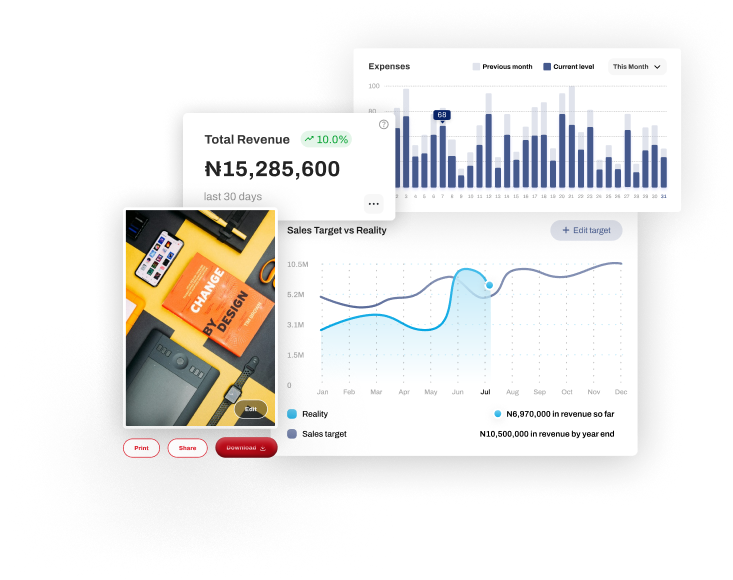 Expenses
Previous month
Current level
This Month
100
80
68
3 4 5 6 7 8 9 10 11 12 13 14 15 16 17 18 19 20 21 22 23 24 25 26 27 28 29 30 31
Total Revenue
10.0%
₦15,285,600
last 30 days
Sales Target vs Reality
Edit target
10.5M
5.2M
3.1M
1.5M
0
Jan Feb Mar Apr May Jun Jul Aug Sep Oct Nov Dec
Reality
N6,970,000 in revenue so far
Sales target
N10,500,000 in revenue by year end
CHANGE
BY
DESIGN
Edit
Print
Share
Download